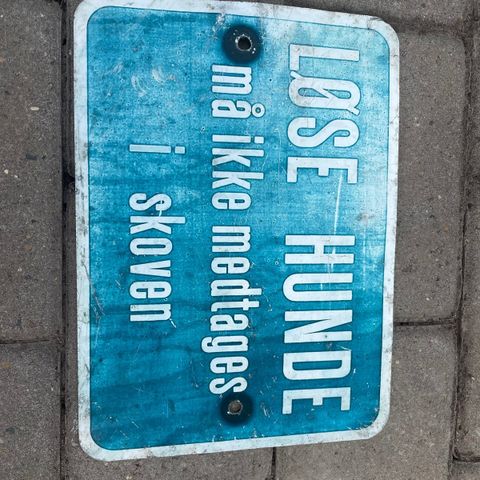 LØSE HUNDE
må ikke medtages
i skoven